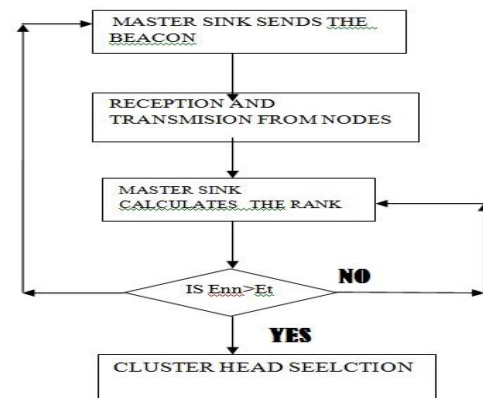 MASTER SINK SENDS THE
BEACON
RECEPTION AND
TRANSMISION FROM NODES
MASTER SINK
CALCULATES THE RANK
IS Enn>Et
NO
YES
CLUSTER HEAD SEELCTION